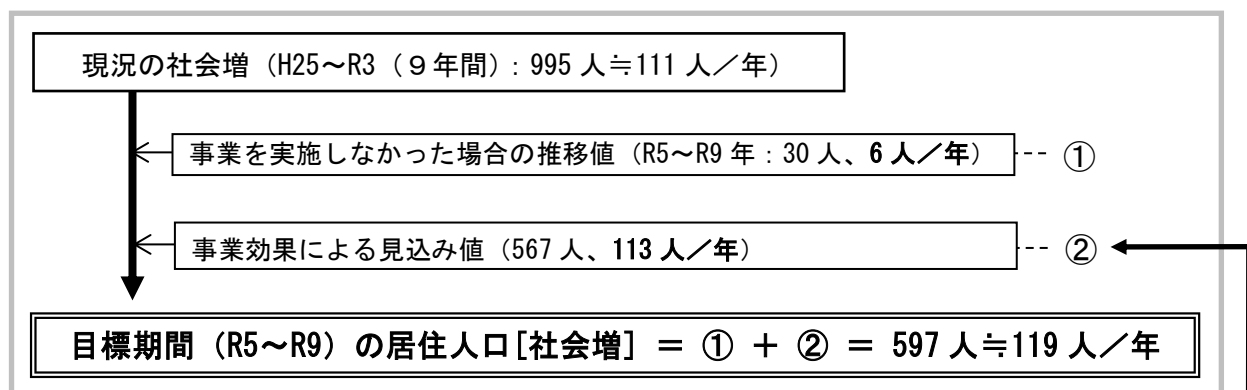 現況の社会増（H25～R3（９年間）：995 人≒111 人／年）
事業を実施しなかった場合の推移値（R5～R9 年：30 人、6 人／年） ①
事業効果による見込み値（567 人、113 人／年） ②
目標期間（R5～R9）の居住人口[社会増] ＝ ① ＋ ② ＝ 597 人≒119 人／年